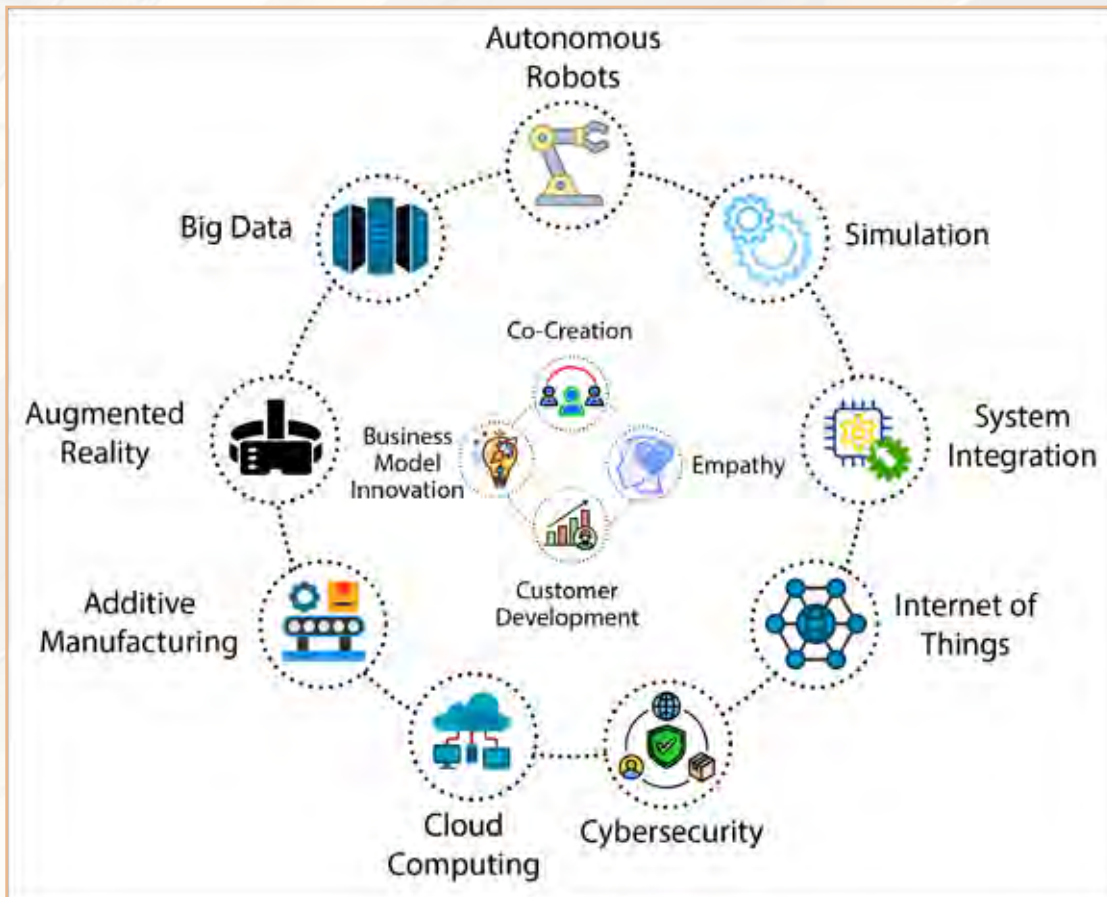 Autonomous
Robots
Big Data
Simulation
Co-Creation
Augmented
Reality
Business
Model
Innovation
Empathy
System
Integration
Customer
Development
Additive
Manufacturing
Internet of
Things
Cloud
Computing
Cybersecurity